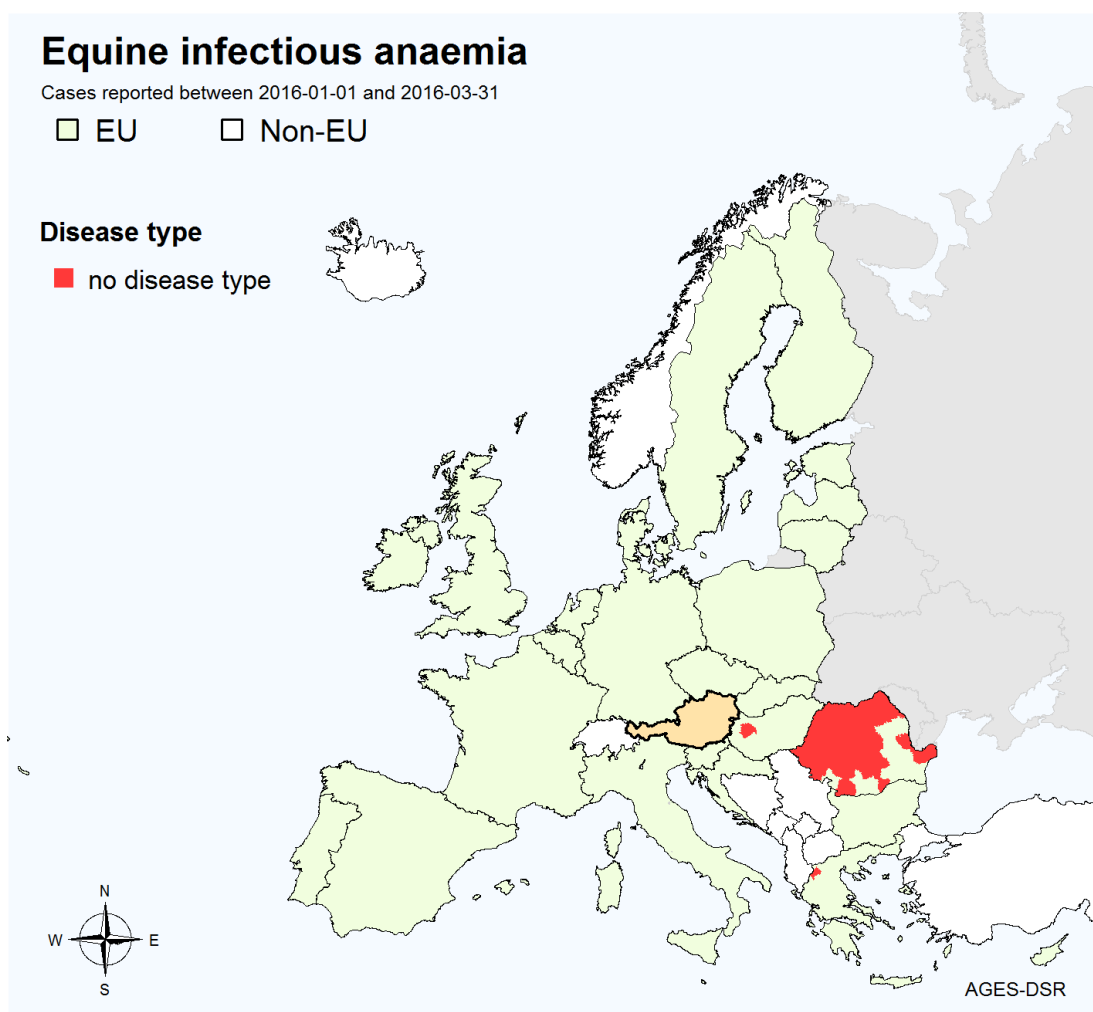 Equine infectious anaemia
Cases reported between 2016-01-01 and 2016-03-31
EU Non-EU
Disease type
no disease type
N
W E
S
AGES-DSR